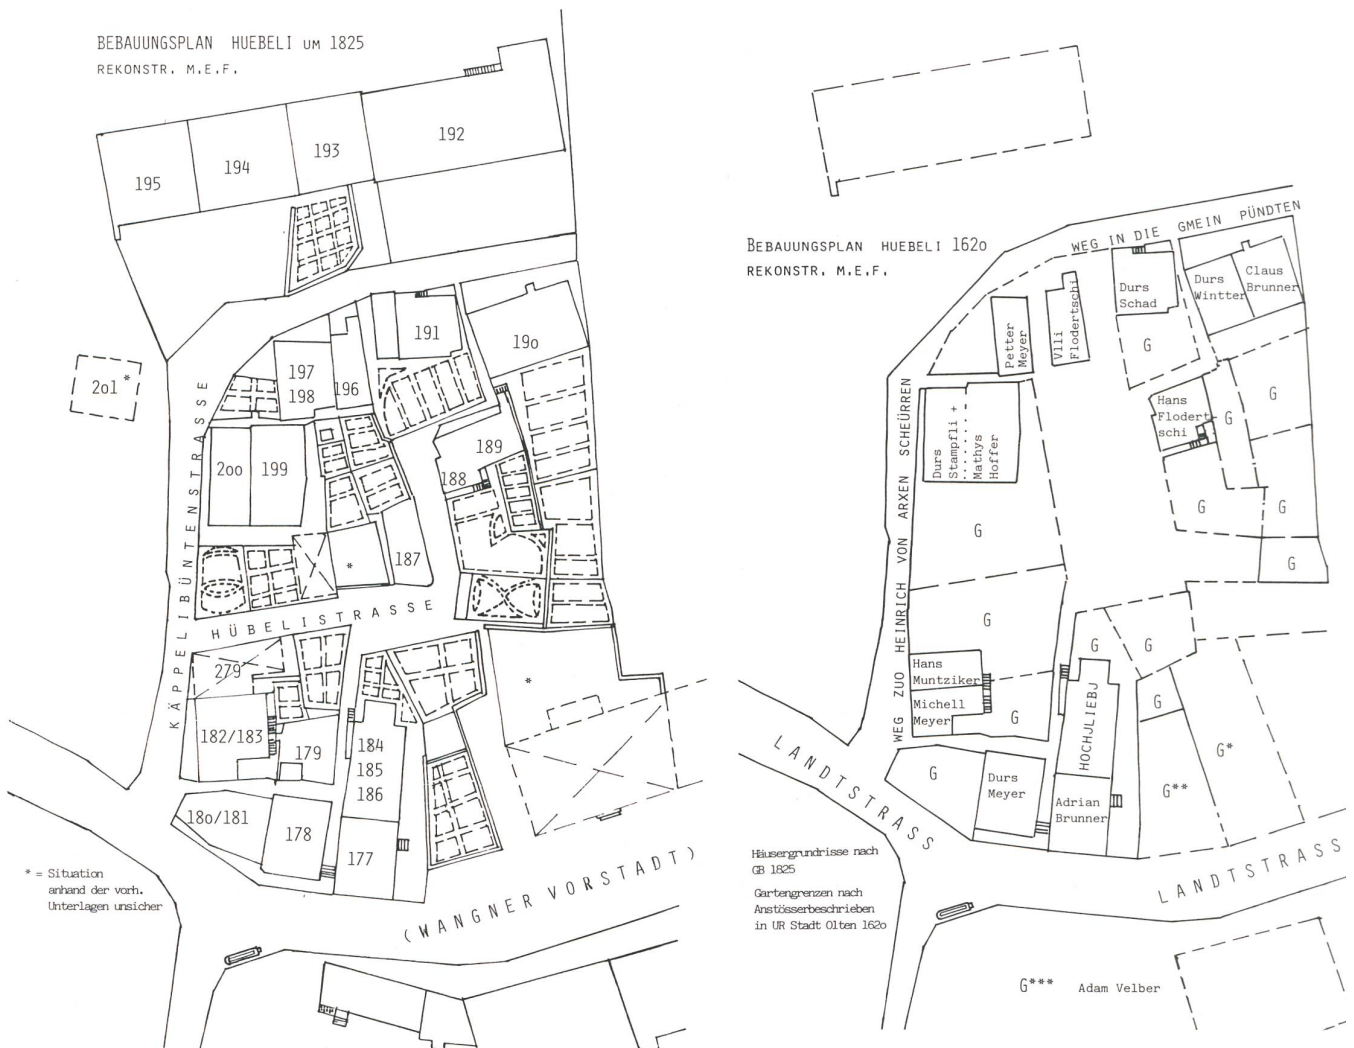 BEBAUUNGSPLAN HUEBELI UM 1825
REKONSTR. M.E.F.
192
193
194
195
191
19o
197
198
196
2o1 *
2oo
199
189
188
187
*
KÄPPELIBÜNTENSTRASSE
HÜBELISTRASSE
279
*
182/183
179
184
185
186
18o/181
178
177
(WANGNER VORSTADT)
* = Situation
anhand der vorh.
Unterlagen unsicher
BEBAUUNGSPLAN HUEBELI 162o
REKONSTR. M.E.F.
WEG IN DIE GMEIN PÜNDTEN
Durs
Schad
Durs
Wintter
Claus
Brunner
Petter
Meyer
Vlli
Flodertschi
G
G
Hans
Flodert
schi
G
Durs
Stampfli +
Mathys
Hoffer
G
G
G
G
WEG ZUO HEINRICH VON ARXEN SCHEÜRREN
G
G
G
Hans
Muntziker
Michell
Meyer
G
G
HOCHJLIEBJ
G*
G**
G
Durs
Meyer
Adrian
Brunner
LANDTSTRASS
LANDTSTRASS
Häusergrundrisse nach
GB 1825
Gartengrenzen nach
Anstösserbeschrieben
in UR Stadt Olten 162o
G*** Adam Velber